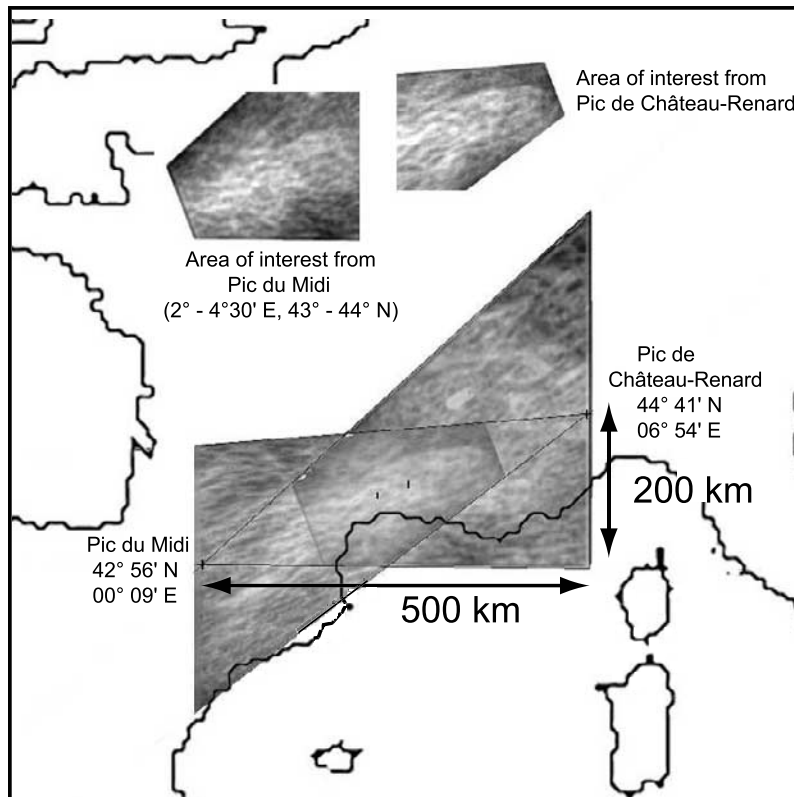 Area of interest from
Pic de Château-Renard
Area of interest from
Pic du Midi
(2° - 4°30' E, 43° - 44° N)
Pic de
Château-Renard
44° 41' N
06° 54' E
200 km
Pic du Midi
42° 56' N
00° 09' E
500 km